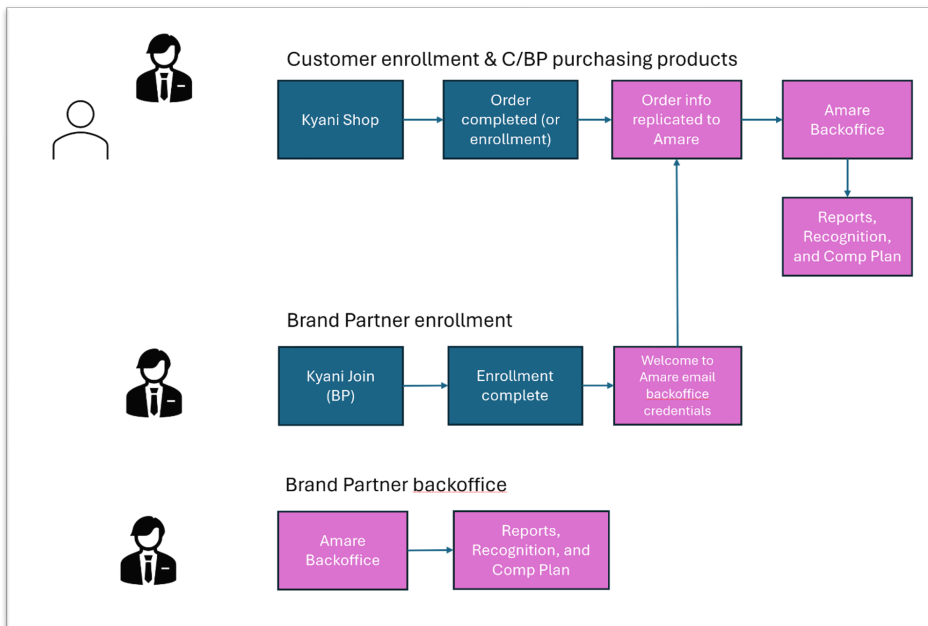 Customer enrollment & C/BP purchasing products
Kyani Shop
Order
completed (or
enrollment)
Order info
replicated to
Amare
Amare
Backoffice
Reports,
Recognition,
and Comp Plan
Brand Partner enrollment
Kyani Join
(BP)
Enrollment
complete
Welcome to
Amare email
backoffice
credentials
Brand Partner backoffice
Amare
Backoffice
Reports,
Recognition, and
Comp Plan